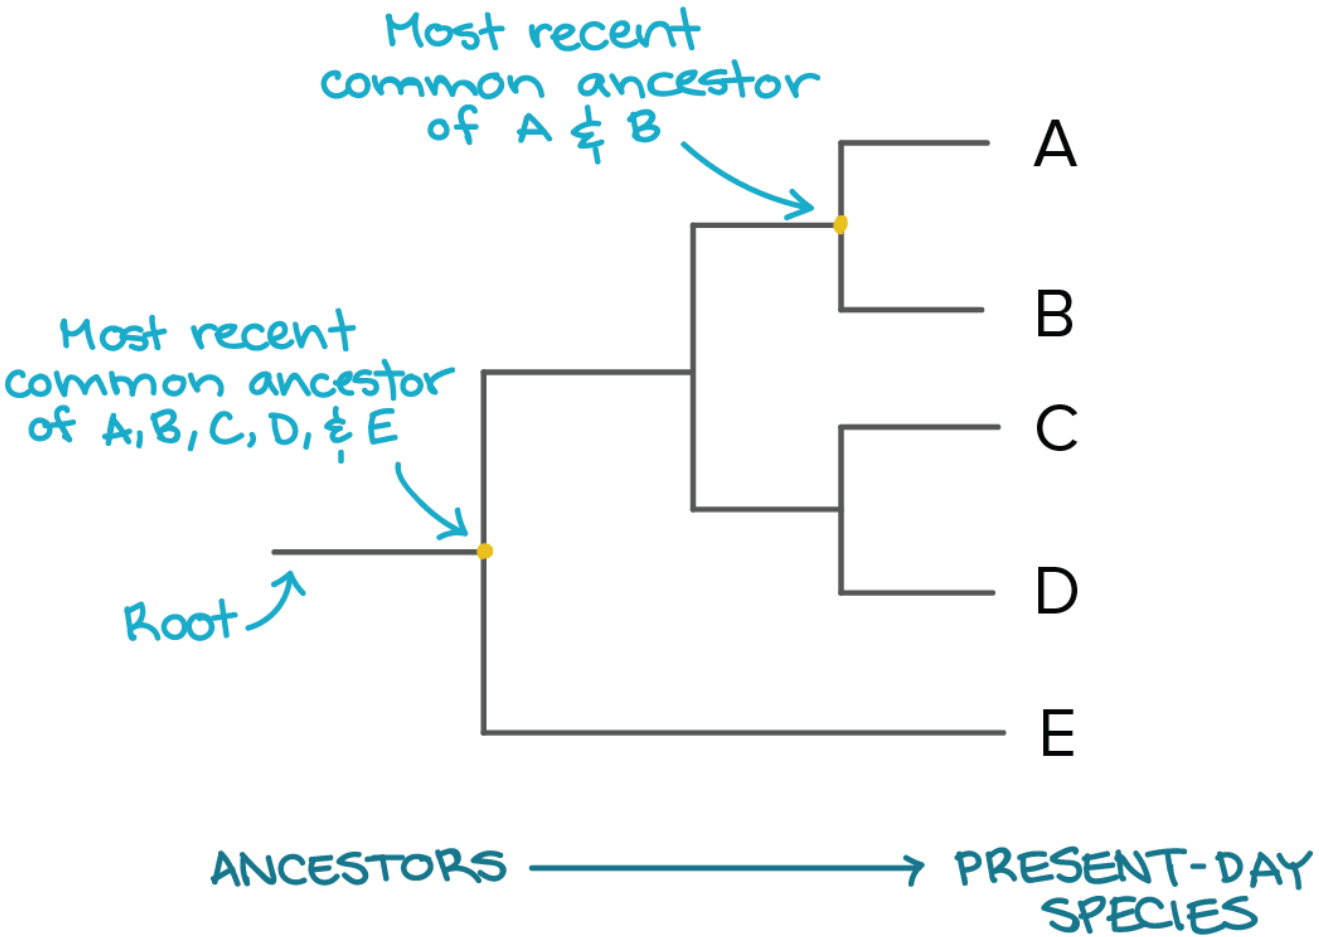 Most recent
common ancestor
of A & B
A
B
Most recent
common ancestor
of A, B, C, D, & E
C
Root
D
E
ANCESTORS
PRESENT-DAY
SPECIES